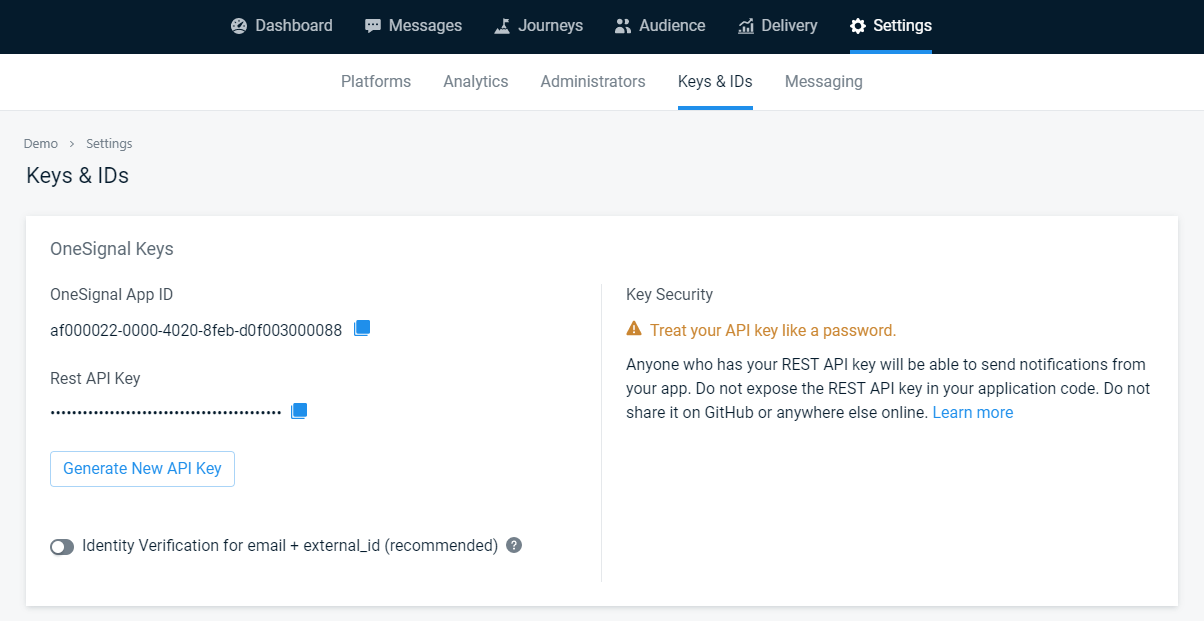 Dashboard Messages Journeys Audience Delivery Settings
Platforms Analytics Administrators Keys & IDs Messaging
Demo > Settings
Keys & IDs
OneSignal Keys
OneSignal App ID
af000022-0000-4020-8feb-d0f003000088
Rest API Key
••••••••••••••••••••••••••••••••••••••••••
Generate New API Key
Identity Verification for email + external_id (recommended) ?
Key Security
Treat your API key like a password.
Anyone who has your REST API key will be able to send notifications from
your app. Do not expose the REST API key in your application code. Do not
share it on GitHub or anywhere else online. Learn more